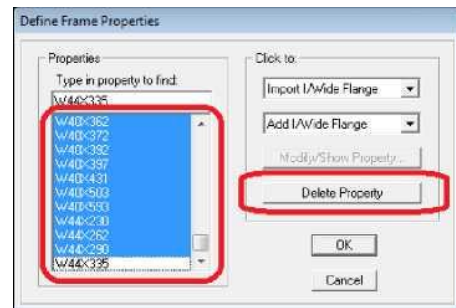 Define Frame Properties
Properties
Type in property to find:
W44X335
W40X362
W40X372
W40X392
W40X397
W40X431
W40X503
W40X593
W44X230
W44X262
W44X290
W44X335
Click to:
Import I/Wide Flange
Add I/Wide Flange
Modify/Show Property...
Delete Property
OK
Cancel